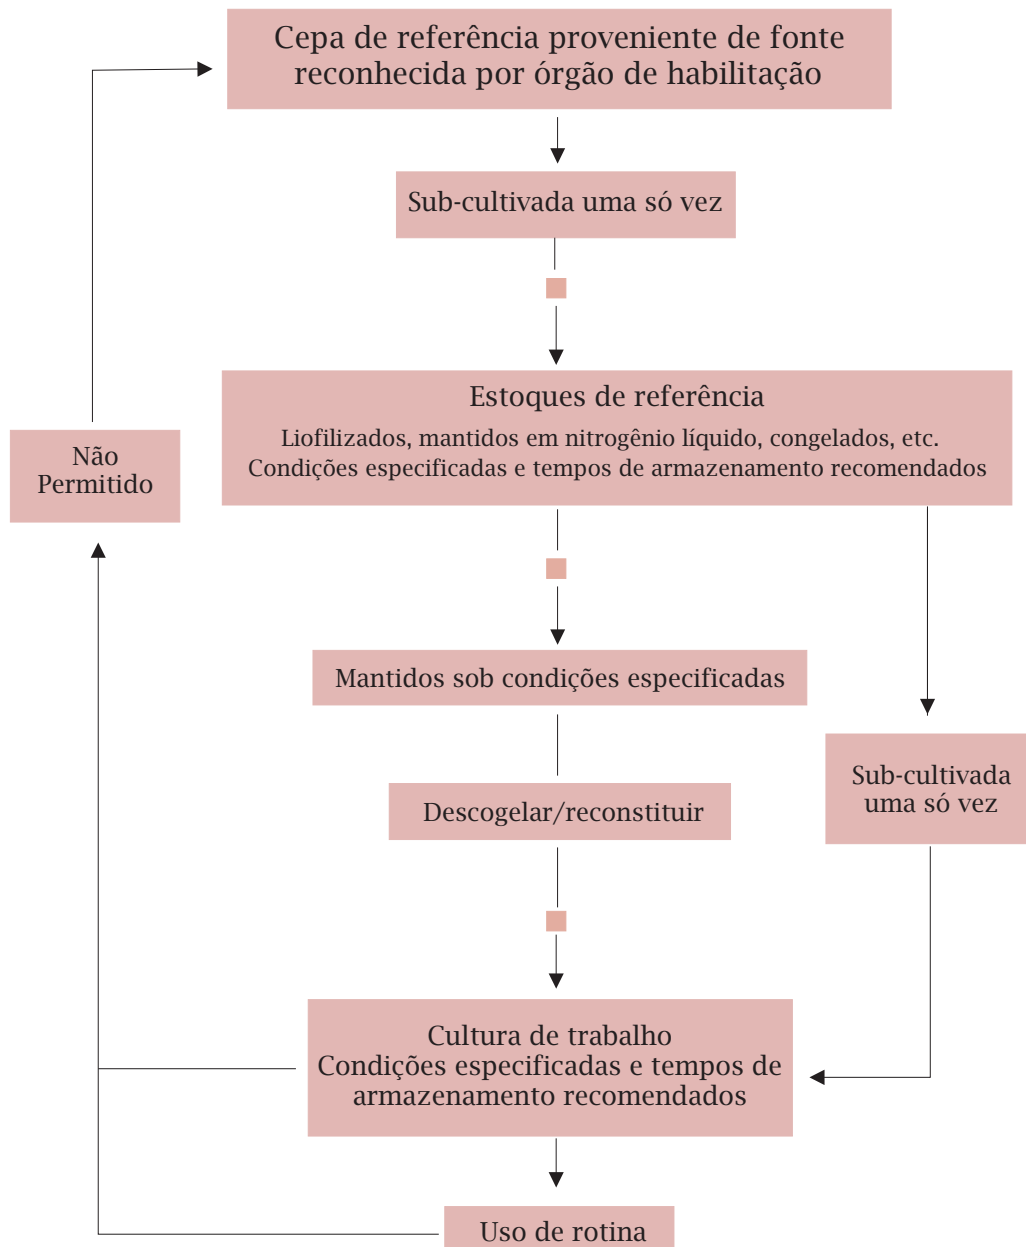 Cepa de referência proveniente de fonte
reconhecida por órgão de habilitação
Sub-cultivada uma só vez
Estoques de referência
Liofilizados, mantidos em nitrogênio líquido, congelados, etc.
Condições especificadas e tempos de armazenamento recomendados
Não
Permitido
Mantidos sob condições especificadas
Sub-cultivada
uma só vez
Descogelar/reconstituir
Cultura de trabalho
Condições especificadas e tempos de
armazenamento recomendados
Uso de rotina